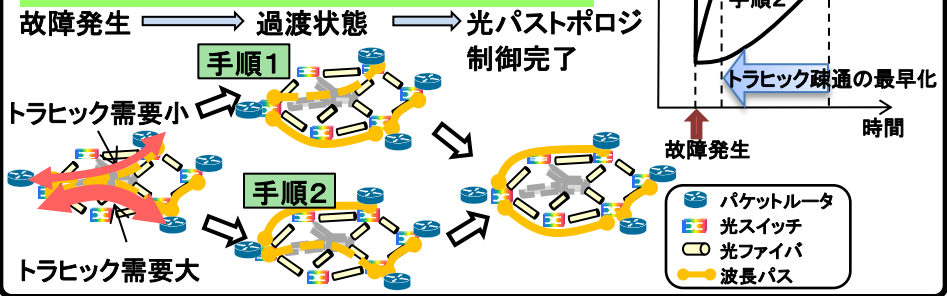 故障発生
過渡状態
光パストポロジ
制御完了
手順1
トラヒック需要小
手順2
トラヒック需要大
手順2
トラヒック疎通の最早化
時間
故障発生
パケットルータ
光スイッチ
光ファイバ
波長パス